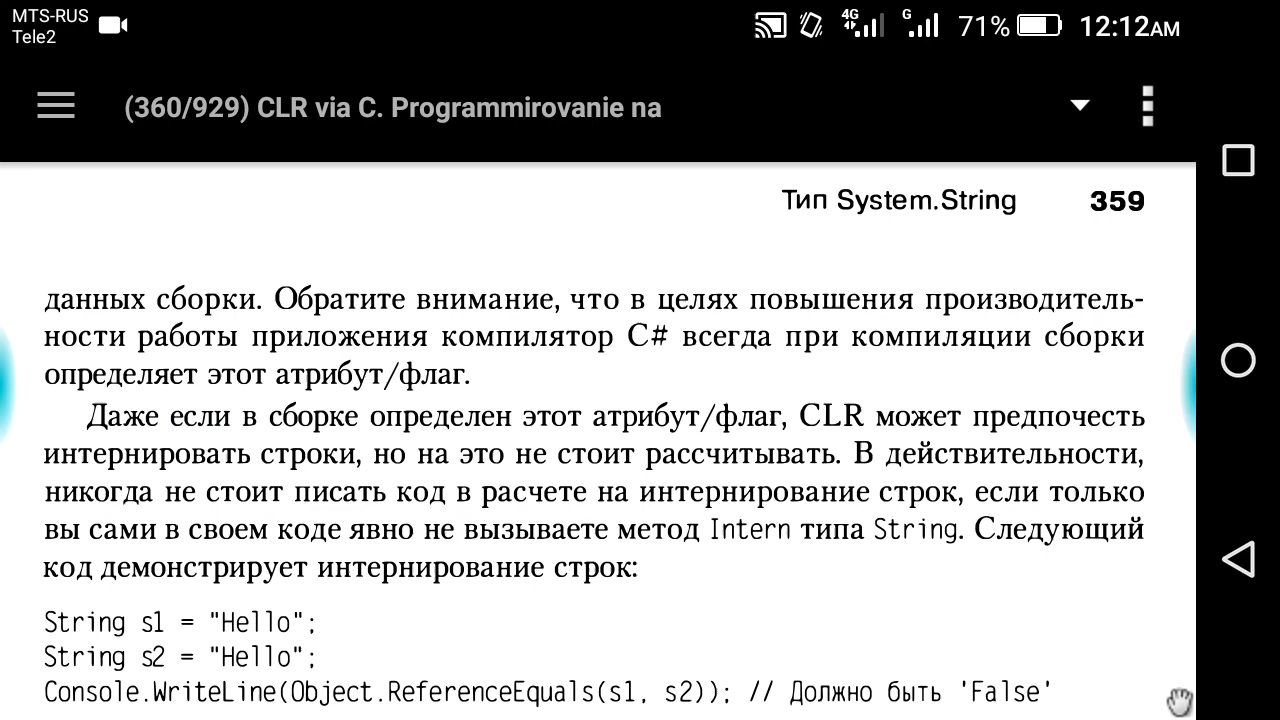 MTS-RUS
Tele2
4G G 71% 12:12AM
(360/929) CLR via C. Programmirovanie na
Тип System.String 359
данных сборки. Обратите внимание, что в целях повышения производитель-
ности работы приложения компилятор C# всегда при компиляции сборки
определяет этот атрибут/флаг.
Даже если в сборке определен этот атрибут/флаг, CLR может предпочесть
интернировать строки, но на это не стоит рассчитывать. В действительности,
никогда не стоит писать код в расчете на интернирование строк, если только
вы сами в своем коде явно не вызываете метод Intern типа String. Следующий
код демонстрирует интернирование строк:
String s1 = "Hello";
String s2 = "Hello";
Console.WriteLine(Object.ReferenceEquals(s1, s2)); // Должно быть 'False'